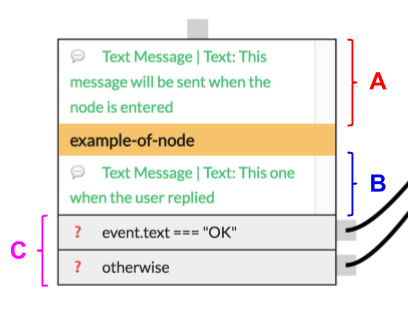 Text Message | Text: This
message will be sent when the
node is entered
A
example-of-node
Text Message | Text: This one
when the user replied
B
C
? event.text === "OK"
? otherwise